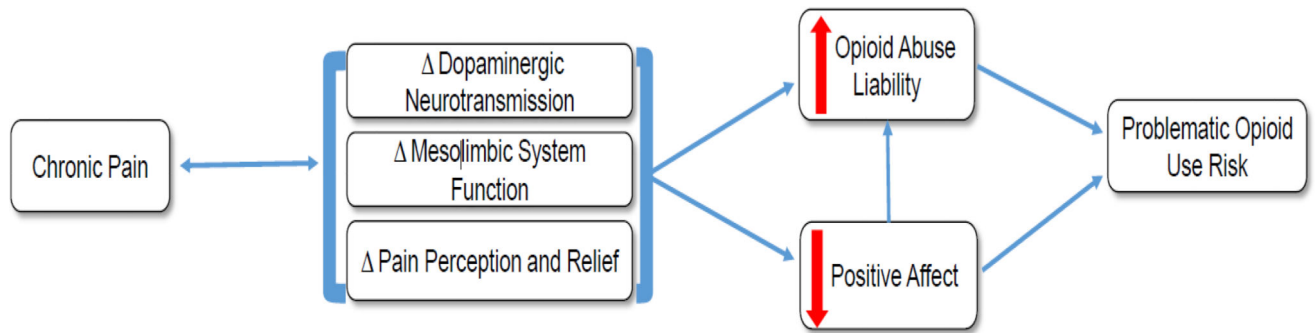 Chronic Pain
Δ Dopaminergic
Neurotransmission
Δ Mesolimbic System
Function
Δ Pain Perception and Relief
Opioid Abuse
Liability
Positive Affect
Problematic Opioid
Use Risk